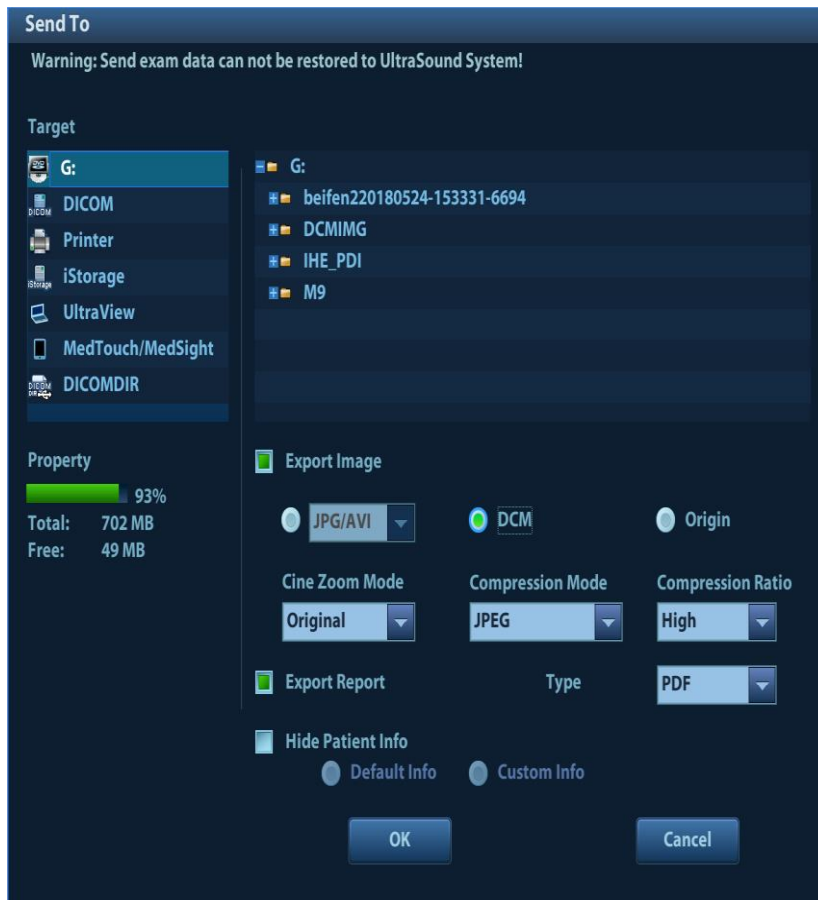 Send To
Warning: Send exam data can not be restored to UltraSound System!
Target
G:
DICOM
Printer
iStorage
UltraView
MedTouch/MedSight
DICOMDIR
G:
beifen220180524-153331-6694
DCMIMG
IHE_PDI
M9
Property
93%
Total: 702 MB
Free: 49 MB
Export Image
JPG/AVI DCM Origin
Cine Zoom Mode Compression Mode Compression Ratio
Original JPEG High
Export Report Type PDF
Hide Patient Info
Default Info Custom Info
OK Cancel